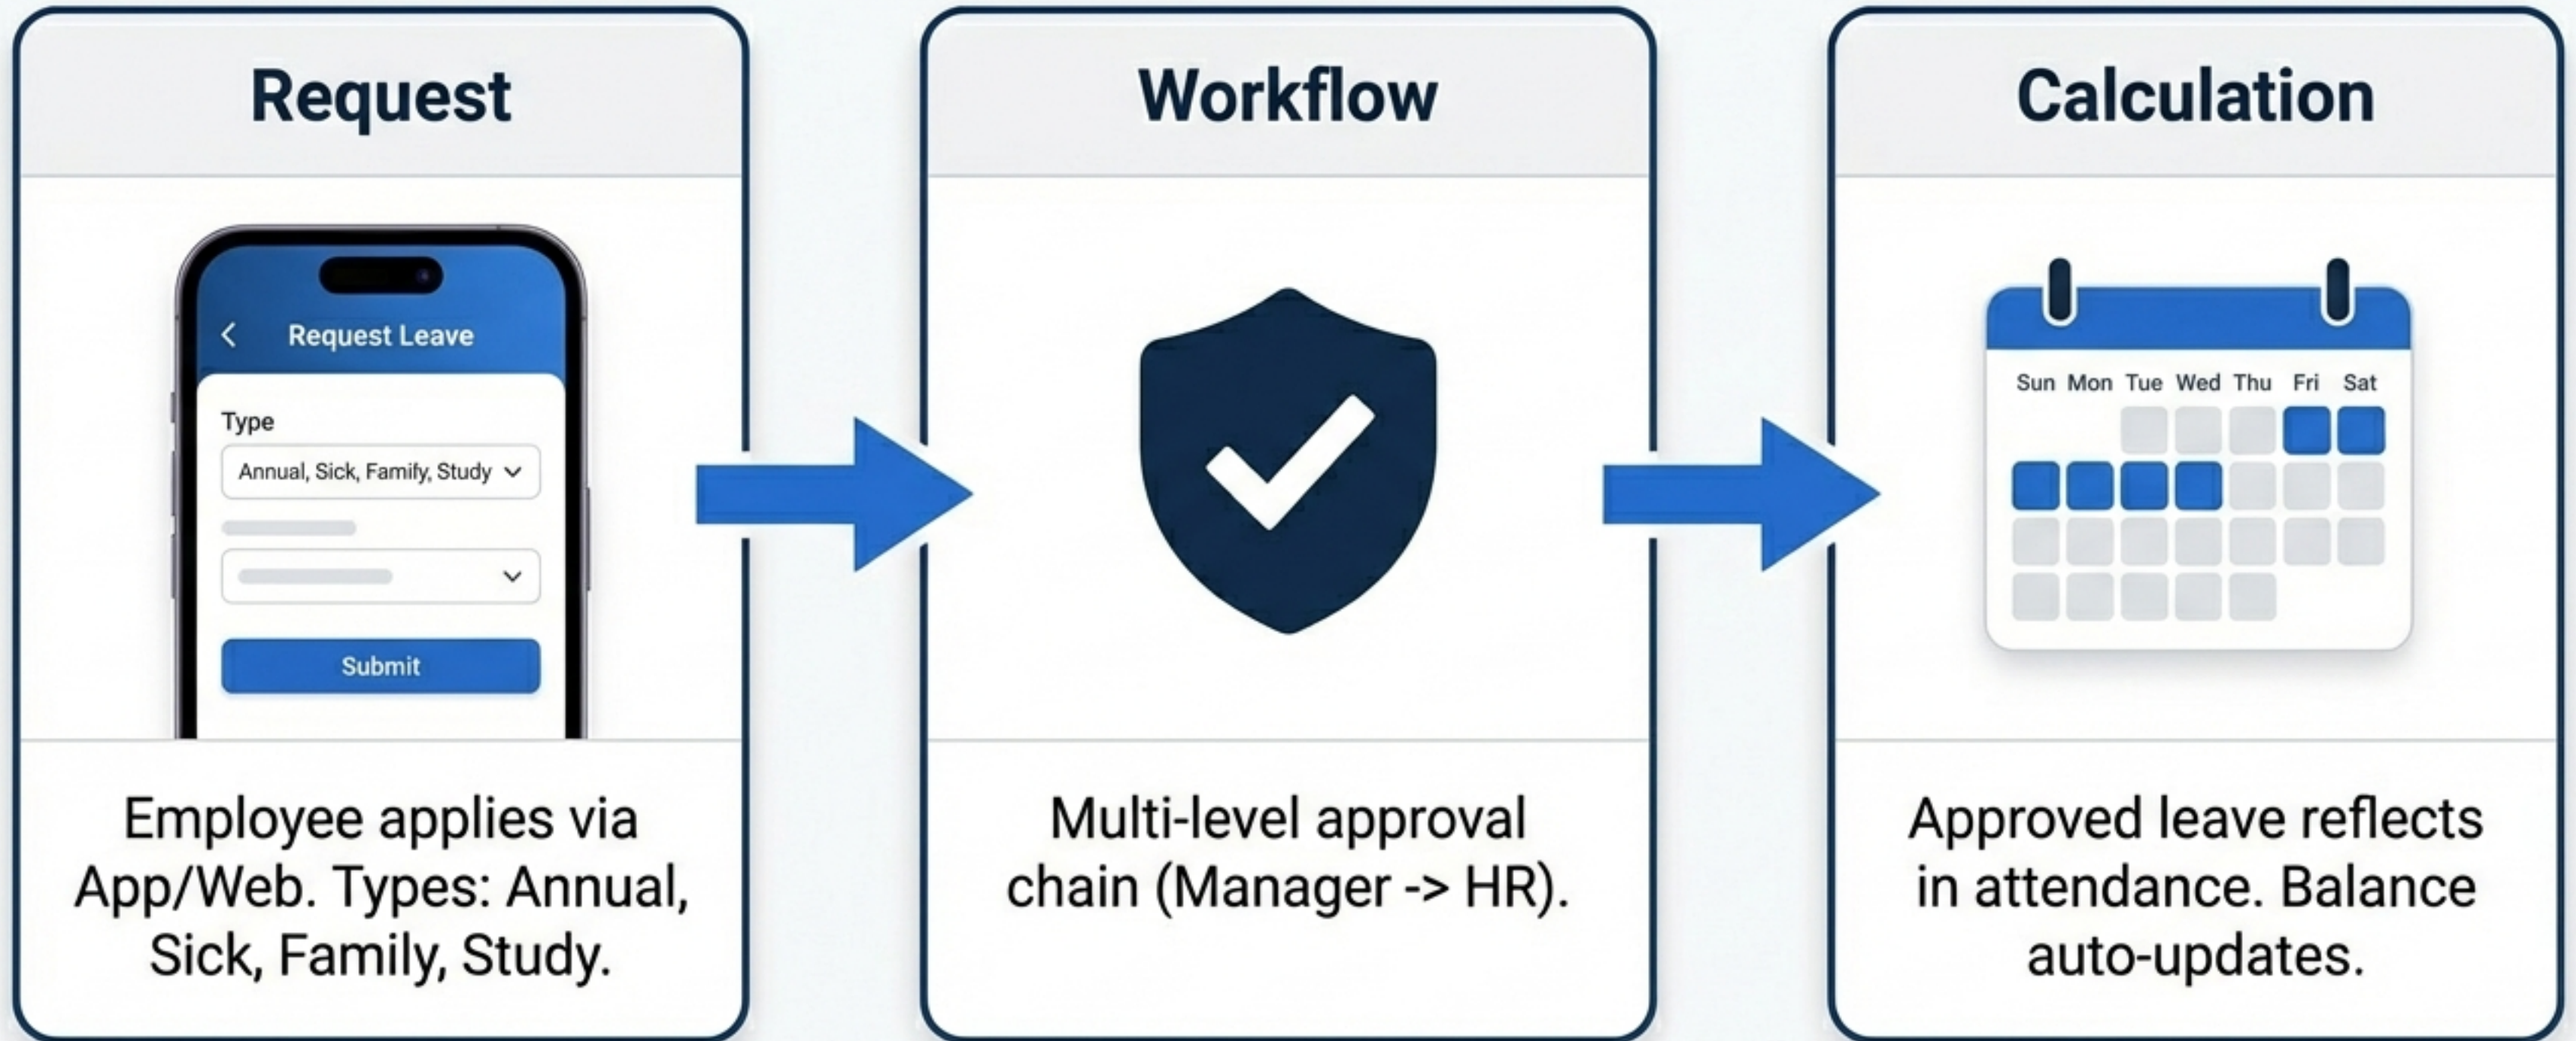 Request
Request Leave
Type
Annual, Sick, Family, Study
Submit
Employee applies via
App/Web. Types: Annual,
Sick, Family, Study.
Workflow
Multi-level approval
chain (Manager -> HR).
Calculation
Sun Mon Tue Wed Thu Fri Sat
Approved leave reflects
in attendance. Balance
auto-updates.